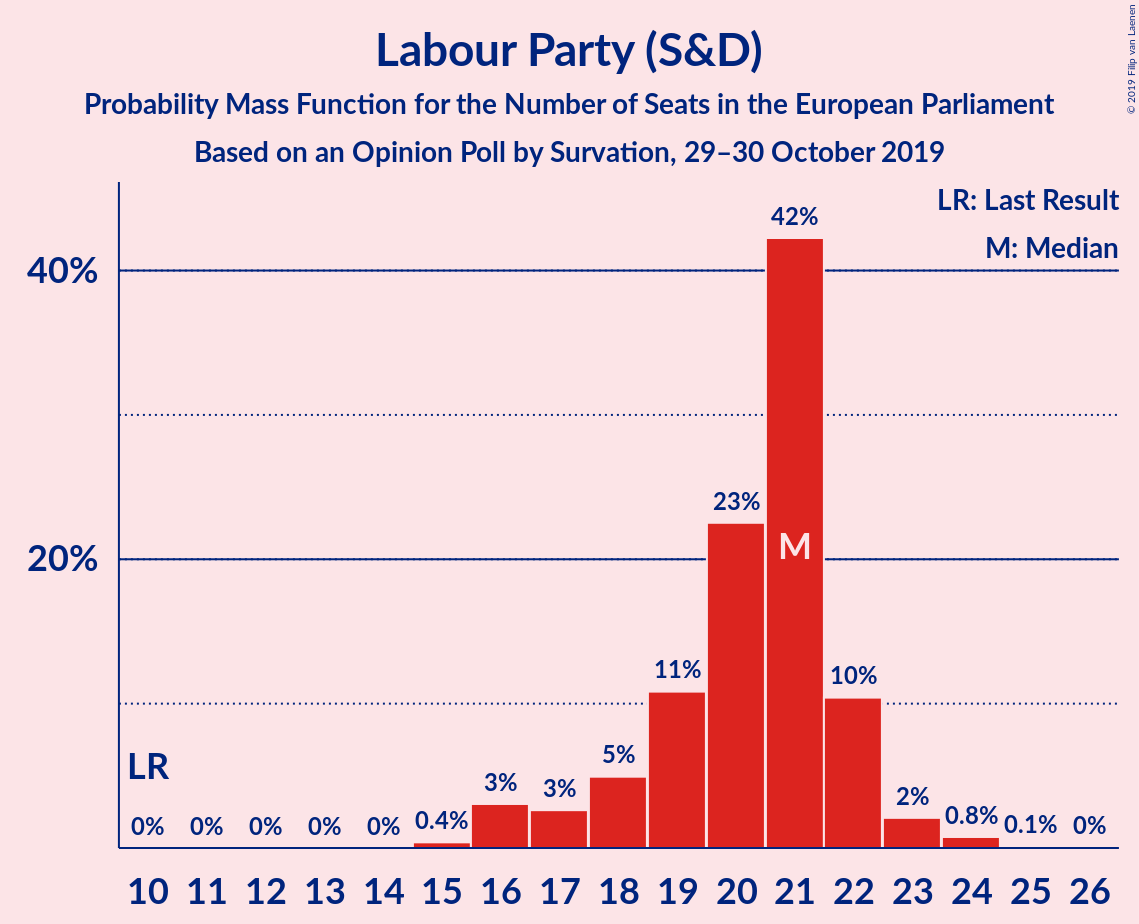 Labour Party (S&D)
Probability Mass Function for the Number of Seats in the European Parliament
Based on an Opinion Poll by Survation, 29–30 October 2019
© 2019 Filip van Laenen
LR: Last Result
M: Median
40%
20%
LR
0% 0% 0% 0% 0% 0.4% 3% 3% 5% 11% 23% 42% 10% 2% 0.8% 0.1% 0%
M
10 11 12 13 14 15 16 17 18 19 20 21 22 23 24 25 26